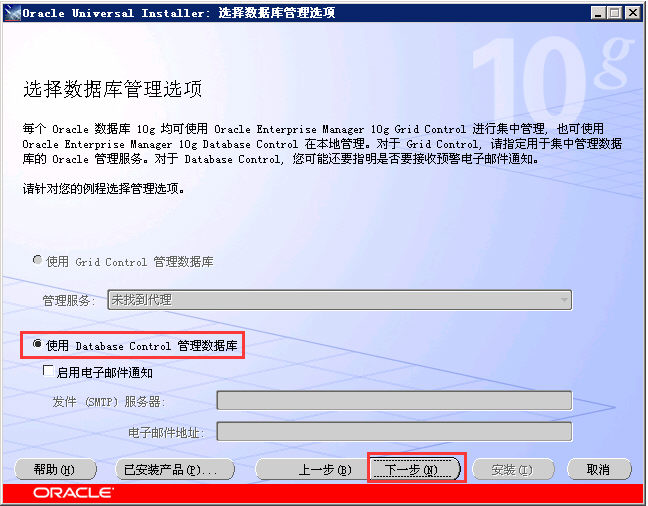 Oracle Universal Installer: 选择数据库管理选项
10g
选择数据库管理选项
每个 Oracle 数据库 10g 均可使用 Oracle Enterprise Manager 10g Grid Control 进行集中管理, 也可使用
Oracle Enterprise Manager 10g Database Control 在本地管理。对于 Grid Control, 请指定用于集中管理数据
库的 Oracle 管理服务。对于 Database Control, 您可能还要指明是否要接收预警电子邮件通知。
请针对您的例程选择管理选项。
使用 Grid Control 管理数据库
管理服务: 未找到代理
使用 Database Control 管理数据库
启用电子邮件通知
发件 (SMTP) 服务器:
电子邮件地址:
帮助(H) 已安装产品(P)... 上一步(B) 下一步(N) 安装(I) 取消
ORACLE